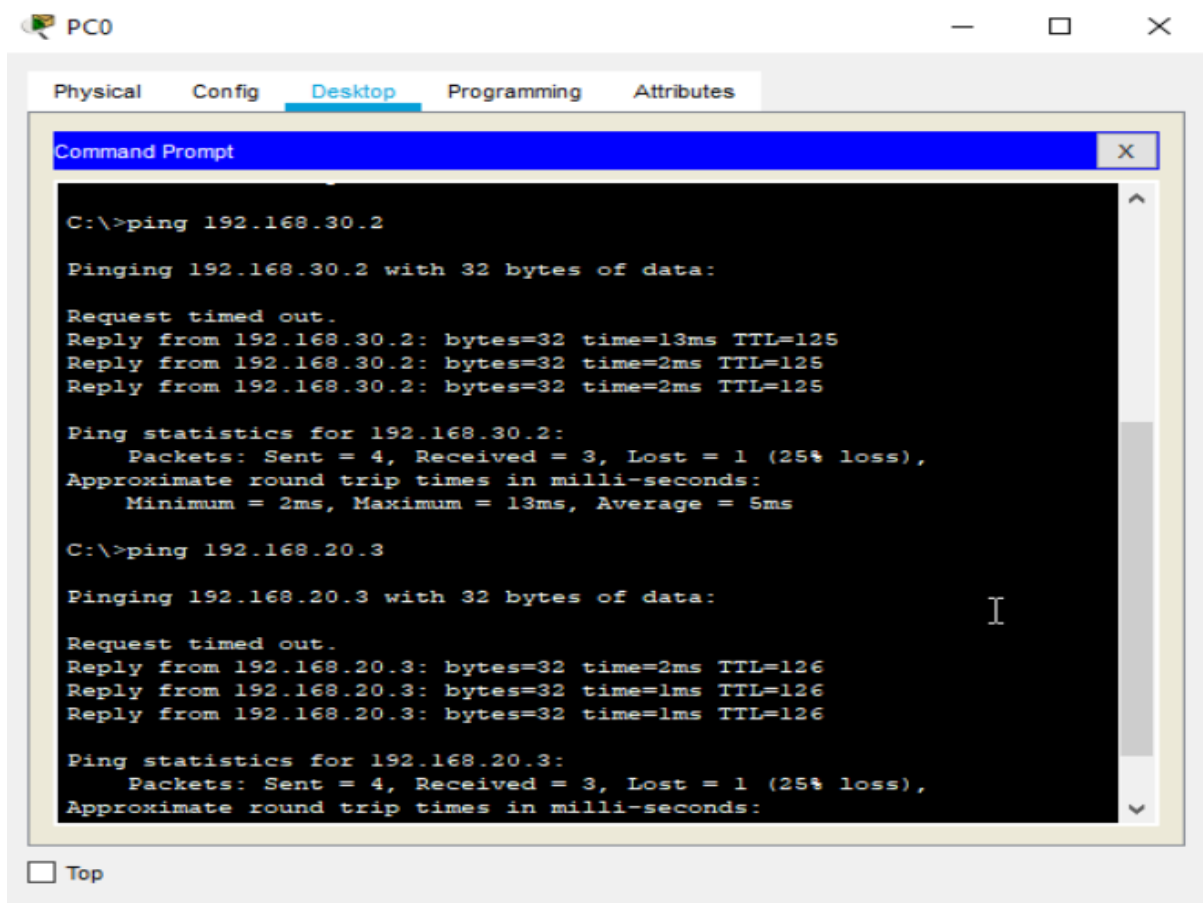 PC0
Physical Config Desktop Programming Attributes
Command Prompt X
C:\>ping 192.168.30.2
Pinging 192.168.30.2 with 32 bytes of data:
Request timed out.
Reply from 192.168.30.2: bytes=32 time=13ms TTL=125
Reply from 192.168.30.2: bytes=32 time=2ms TTL=125
Reply from 192.168.30.2: bytes=32 time=2ms TTL=125
Ping statistics for 192.168.30.2:
Packets: Sent = 4, Received = 3, Lost = 1 (25% loss),
Approximate round trip times in milli-seconds:
Minimum = 2ms, Maximum = 13ms, Average = 5ms
C:\>ping 192.168.20.3
Pinging 192.168.20.3 with 32 bytes of data:
Request timed out.
Reply from 192.168.20.3: bytes=32 time=2ms TTL=126
Reply from 192.168.20.3: bytes=32 time=1ms TTL=126
Reply from 192.168.20.3: bytes=32 time=1ms TTL=126
Ping statistics for 192.168.20.3:
Packets: Sent = 4, Received = 3, Lost = 1 (25% loss),
Approximate round trip times in milli-seconds:
Top